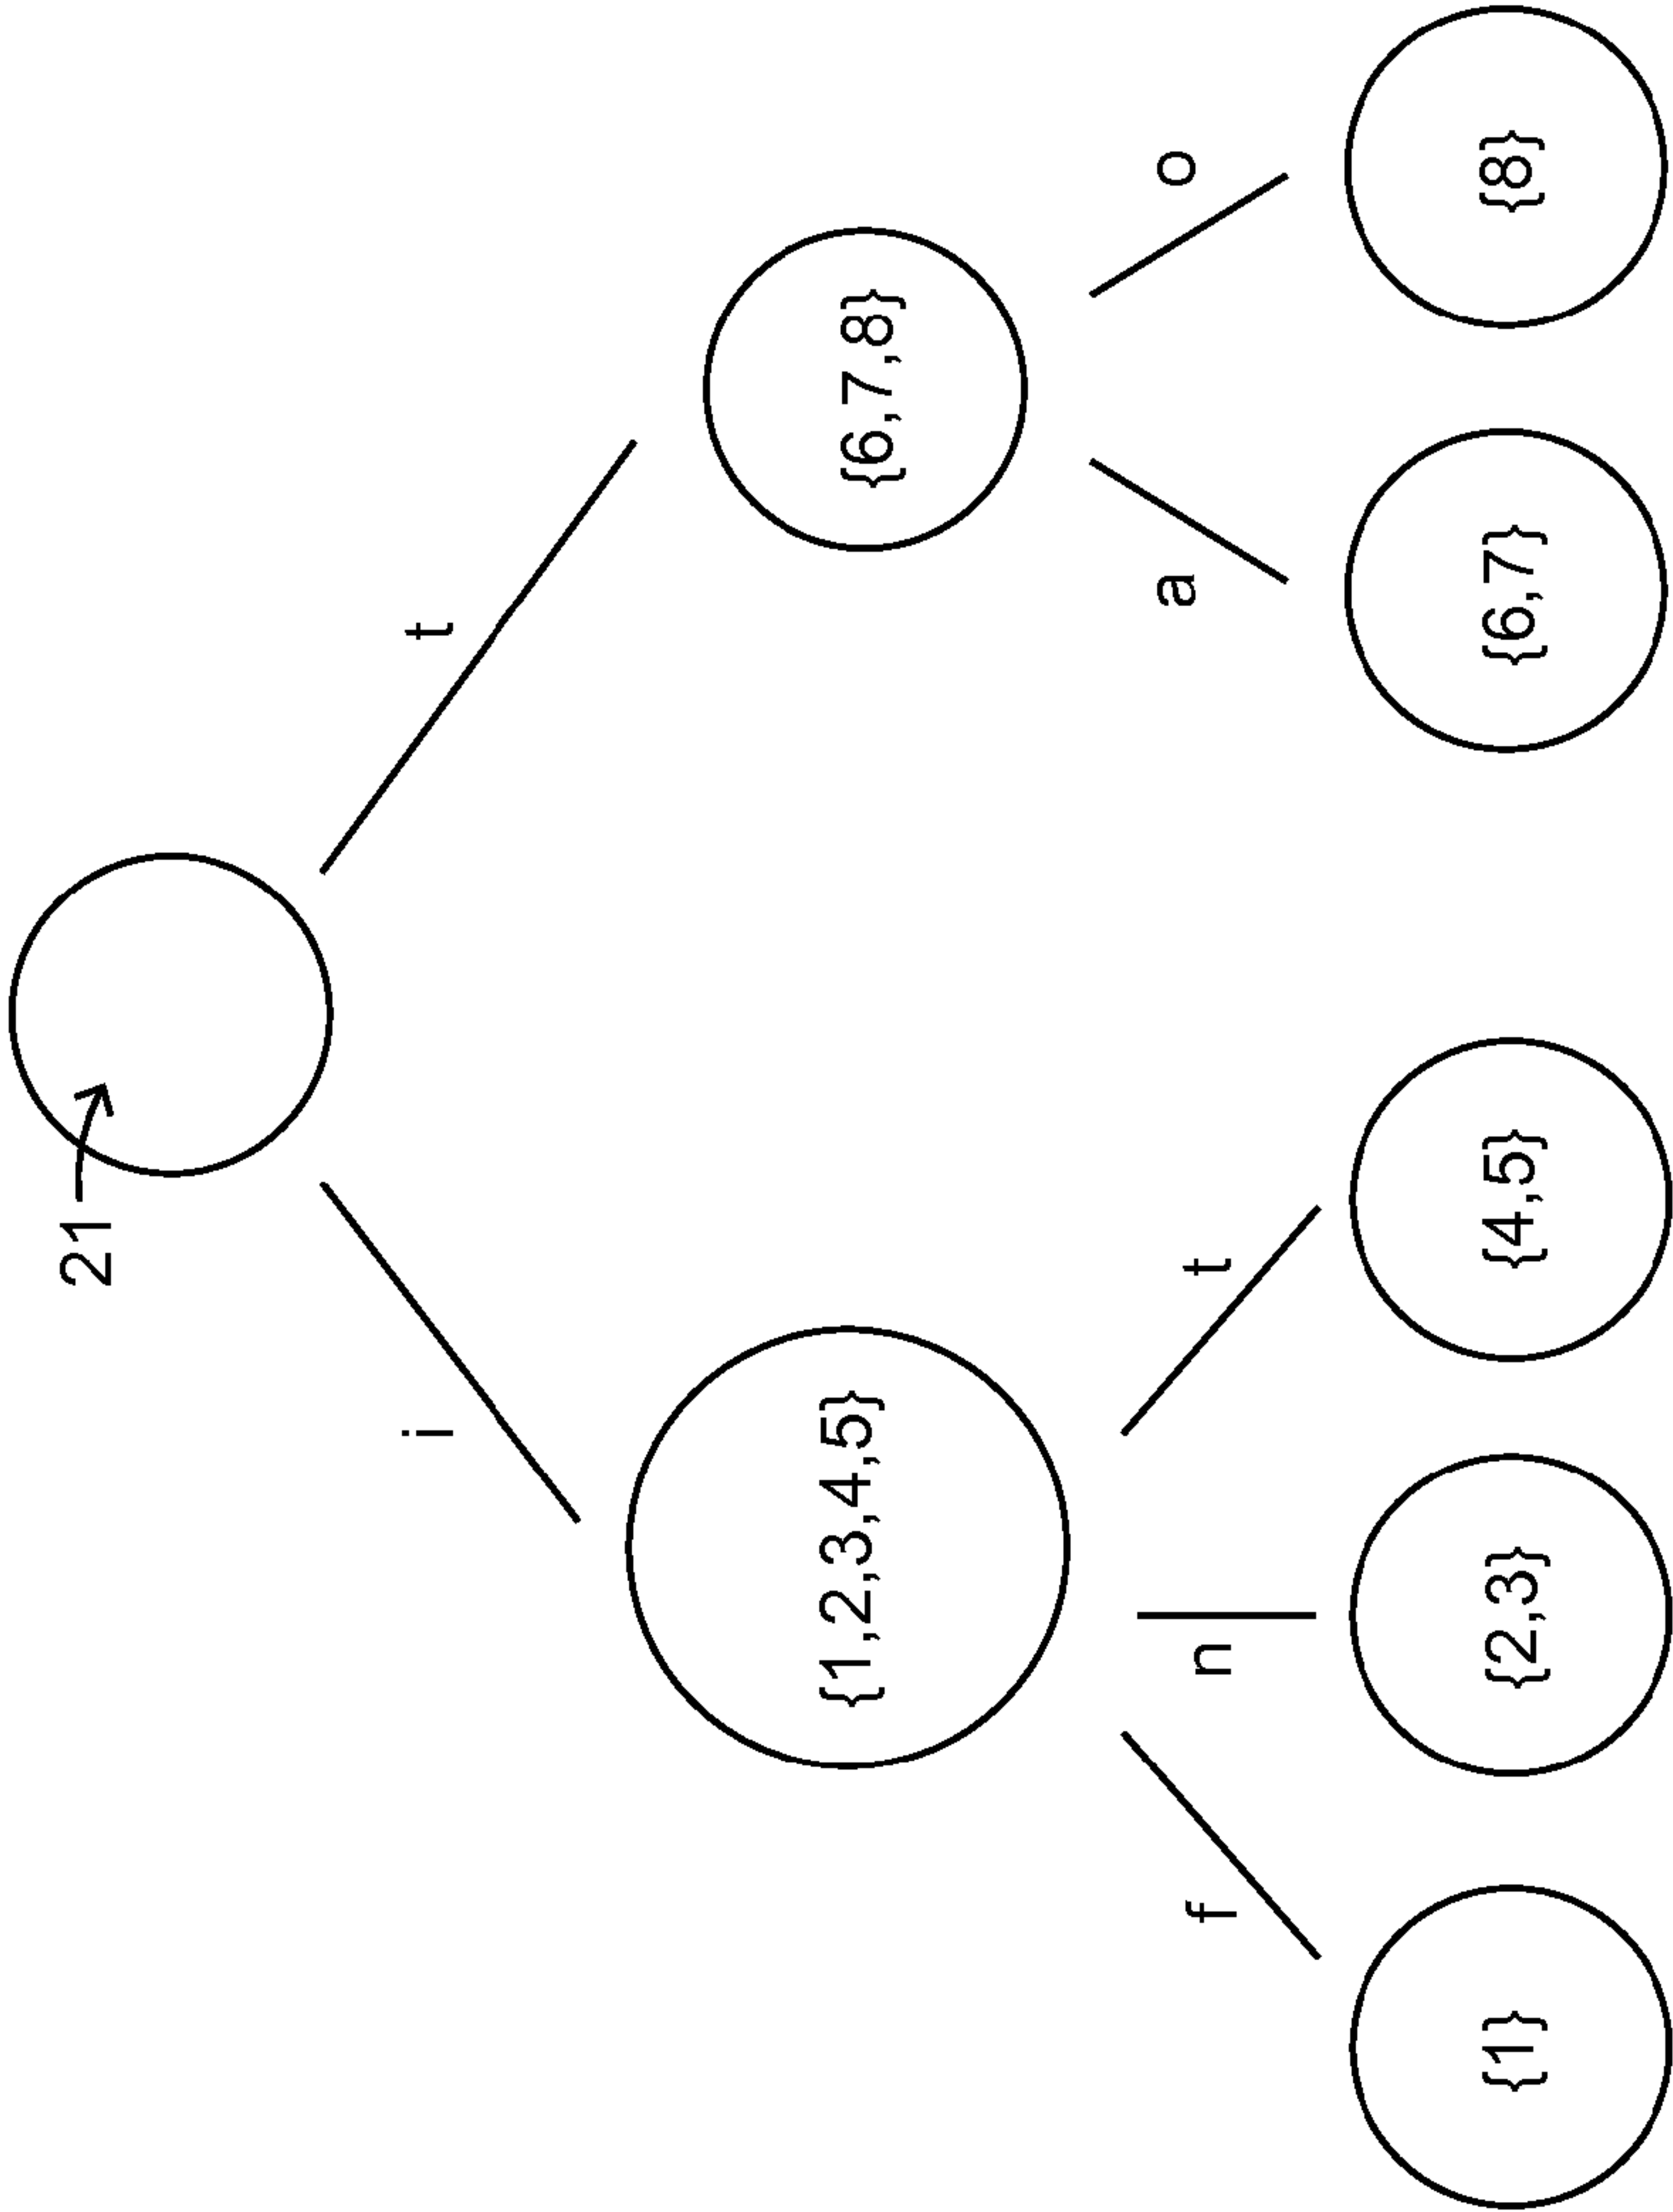 21
i t
{1,2,3,4,5} {6,7,8}
f n t a o
{1} {2,3} {4,5} {6,7} {8}